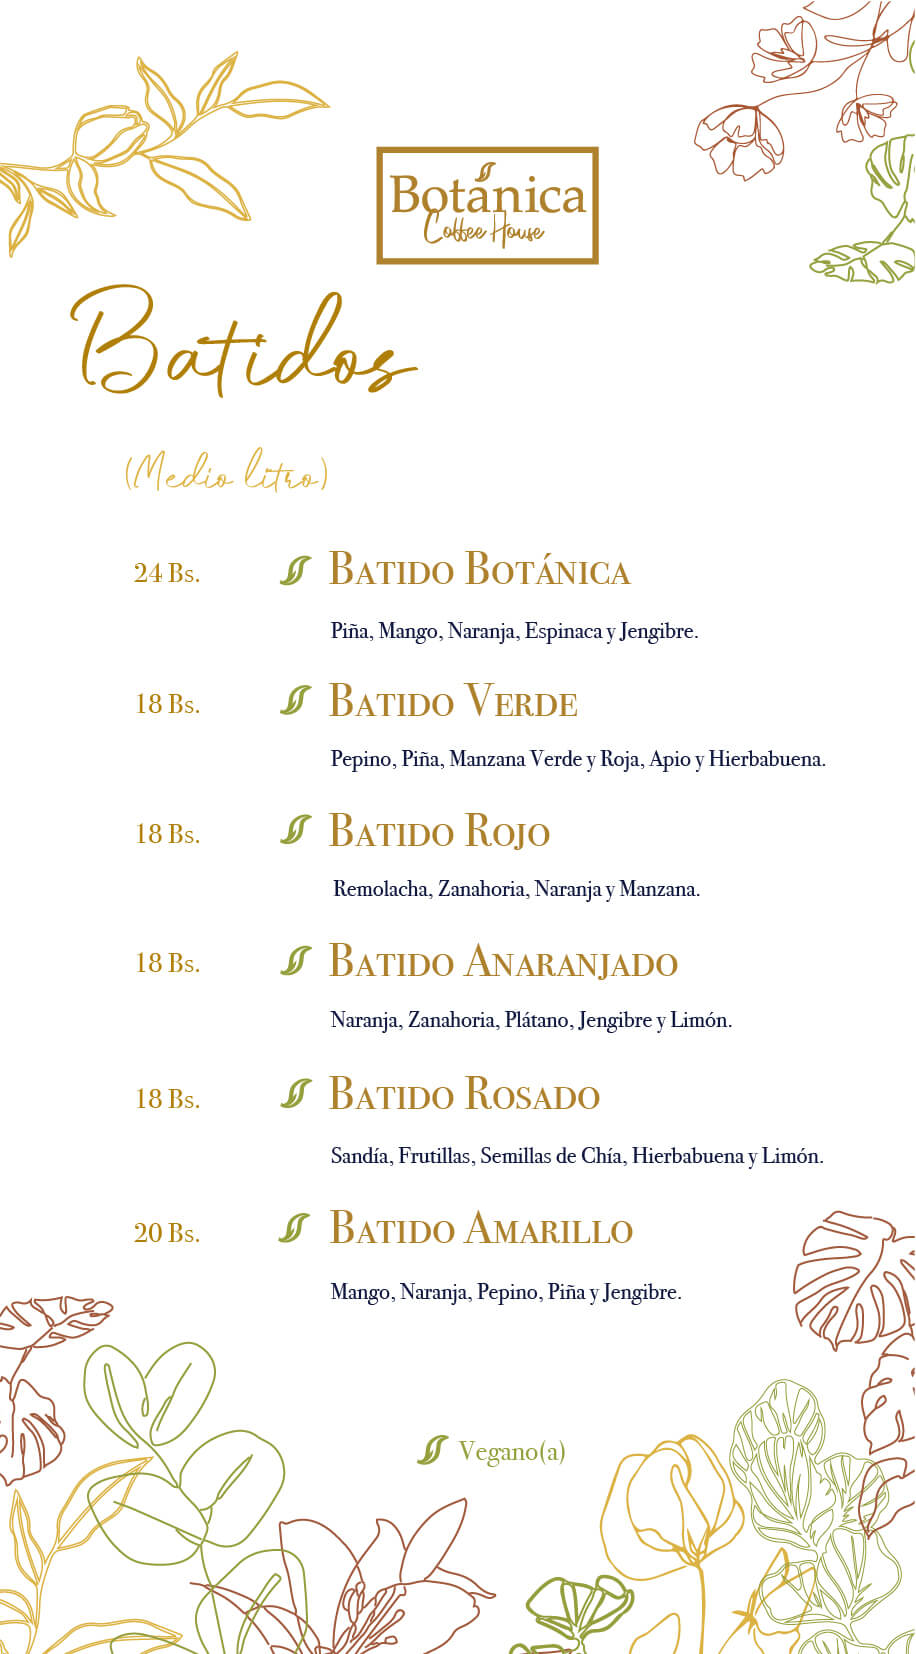 Botánica
Coffee House
Batidos
(Medio litro)
24 Bs. Batido Botánica
Piña, Mango, Naranja, Espinaca y Jengibre.
18 Bs. Batido Verde
Pepino, Piña, Manzana Verde y Roja, Apio y Hierbabuena.
18 Bs. Batido Rojo
Remolacha, Zanahoria, Naranja y Manzana.
18 Bs. Batido Anaranjado
Naranja, Zanahoria, Plátano, Jengibre y Limón.
18 Bs. Batido Rosado
Sandía, Frutillas, Semillas de Chía, Hierbabuena y Limón.
20 Bs. Batido Amarillo
Mango, Naranja, Pepino, Piña y Jengibre.
Vegano(a)